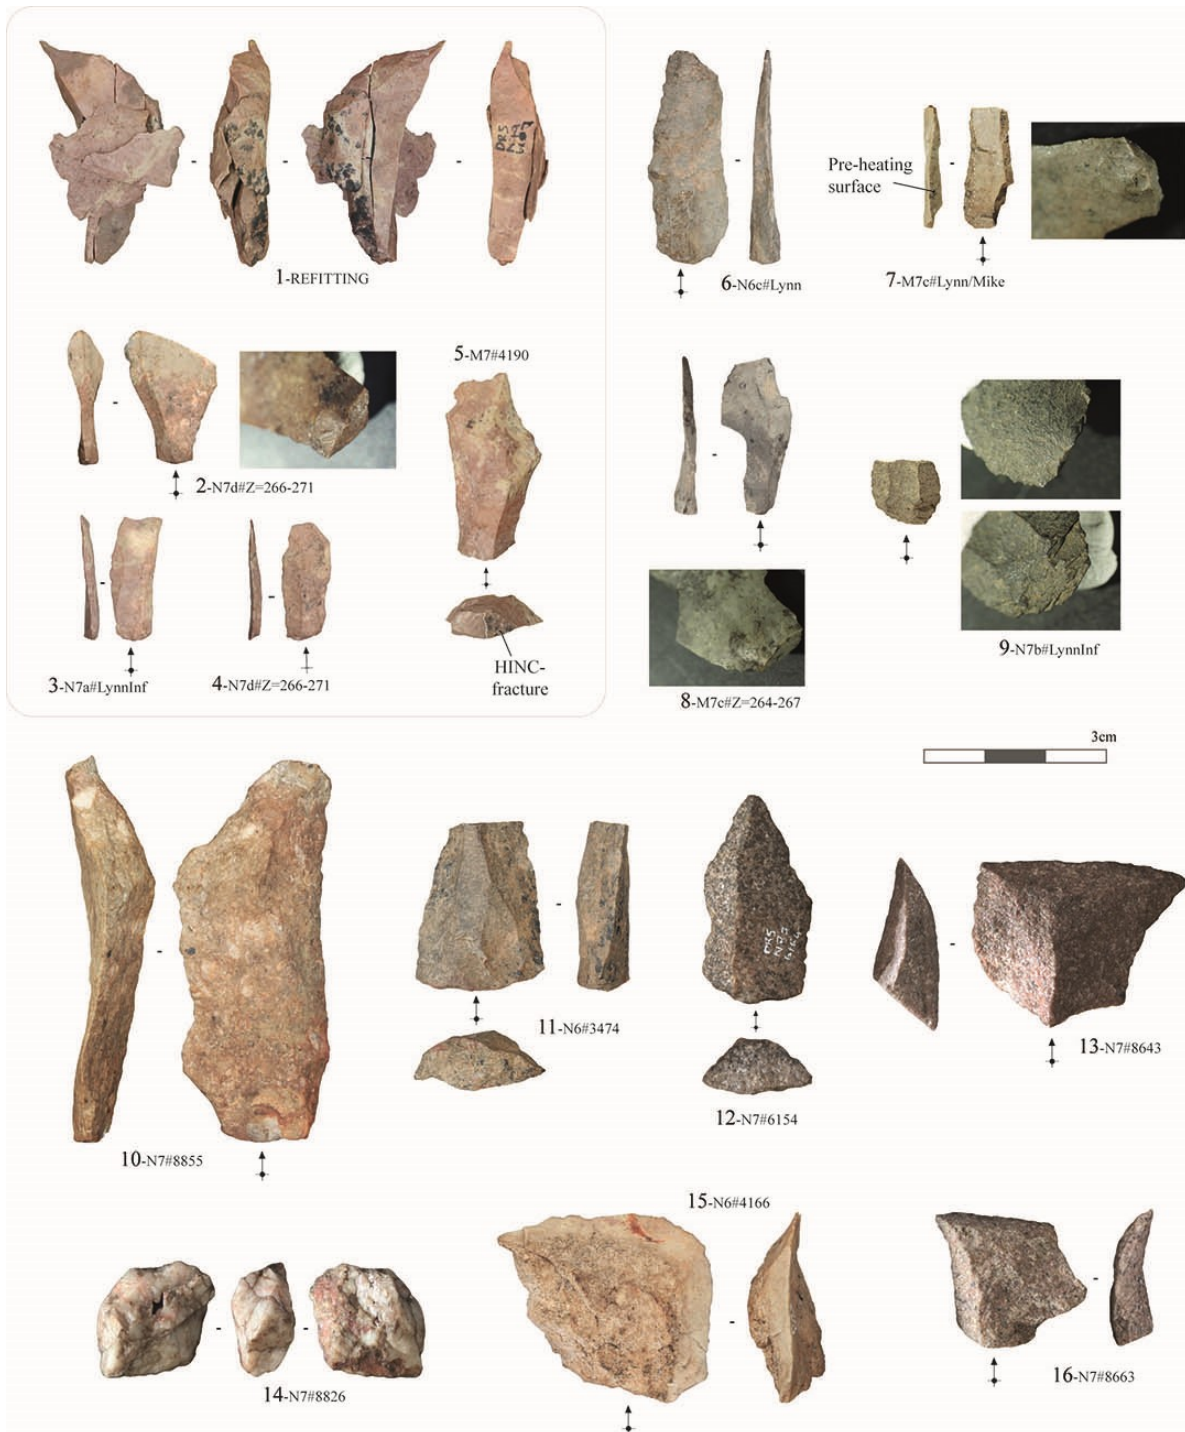 1-REFITTING
6-N6c#Lynn
Pre-heating
surface
7-M7c#Lynn/Mike
2-N7d#Z=266-271
5-M7#4190
3-N7a#LynnInf
4-N7d#Z=266-271
HINC-
fracture
8-M7c#Z=264-267
9-N7b#LynnInf
3cm
10-N7#8855
11-N6#3474
DRS
N7
6154
12-N7#6154
13-N7#8643
14-N7#8826
15-N6#4166
16-N7#8663